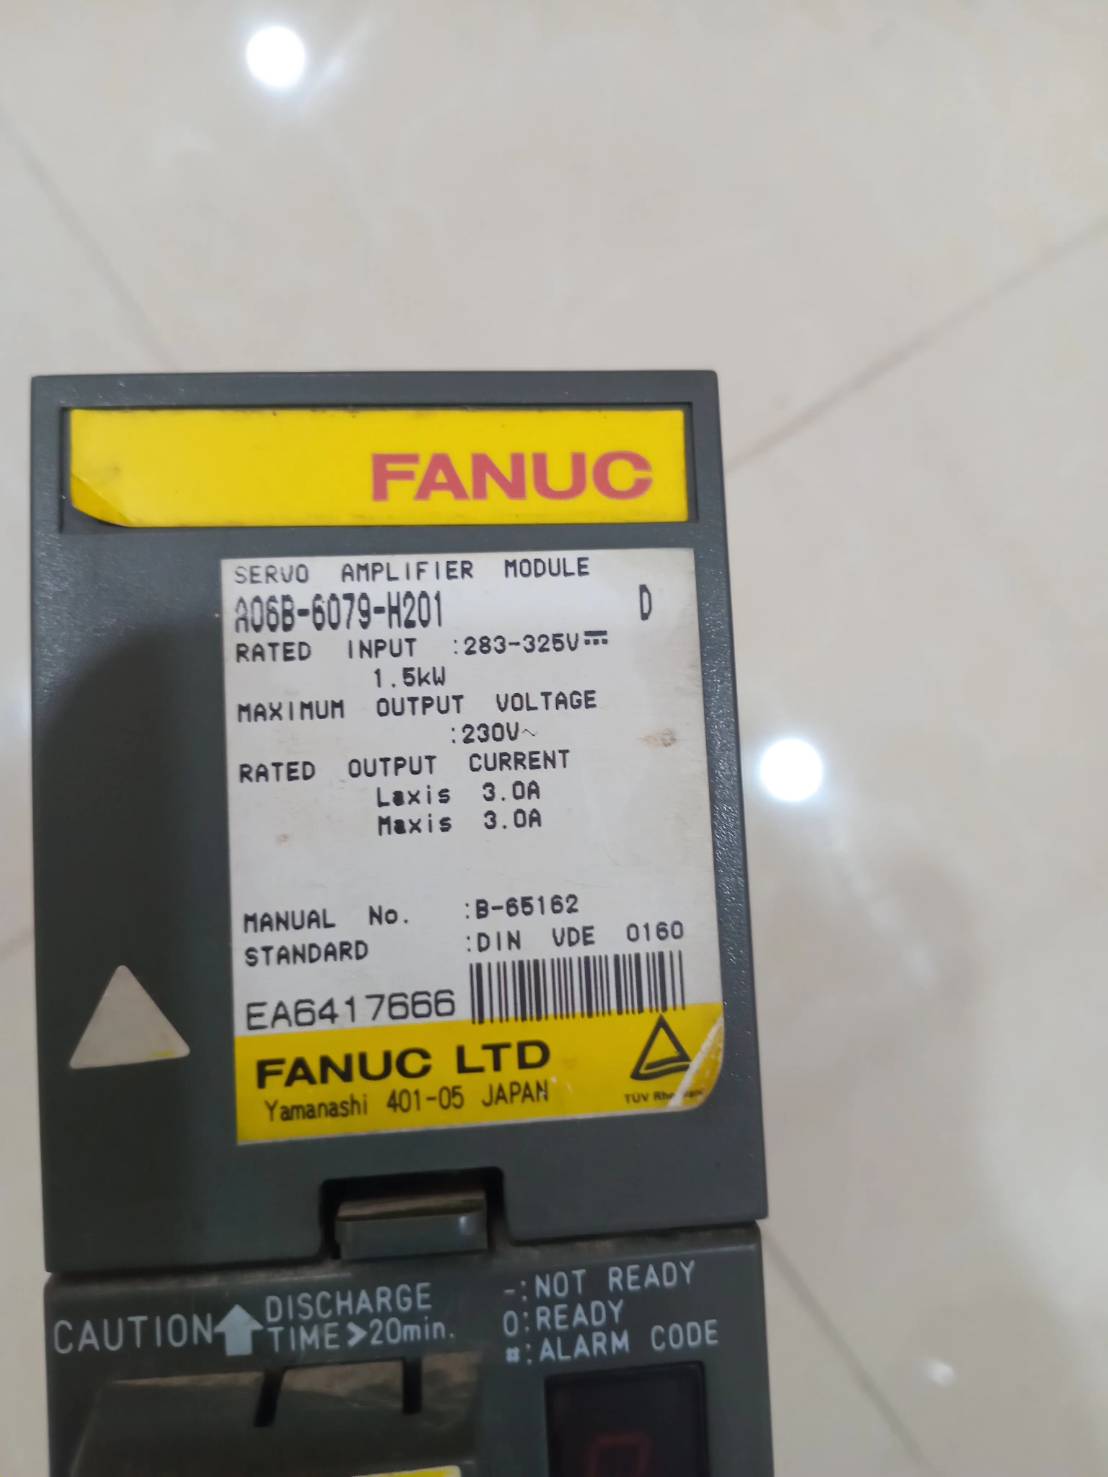 FANUC
SERVO AMPLIFIER MODULE
A06B-6079-H201 D
RATED INPUT :283-325V⎓
1.5kW
MAXIMUM OUTPUT VOLTAGE
:230V~
RATED OUTPUT CURRENT
Laxis 3.0A
Maxis 3.0A
MANUAL No. :B-65162
STANDARD :DIN VDE 0160
EA6417666
FANUC LTD
Yamanashi 401-05 JAPAN
TÜV
CAUTION DISCHARGE
TIME>20min.
-:NOT READY
0:READY
#:ALARM CODE